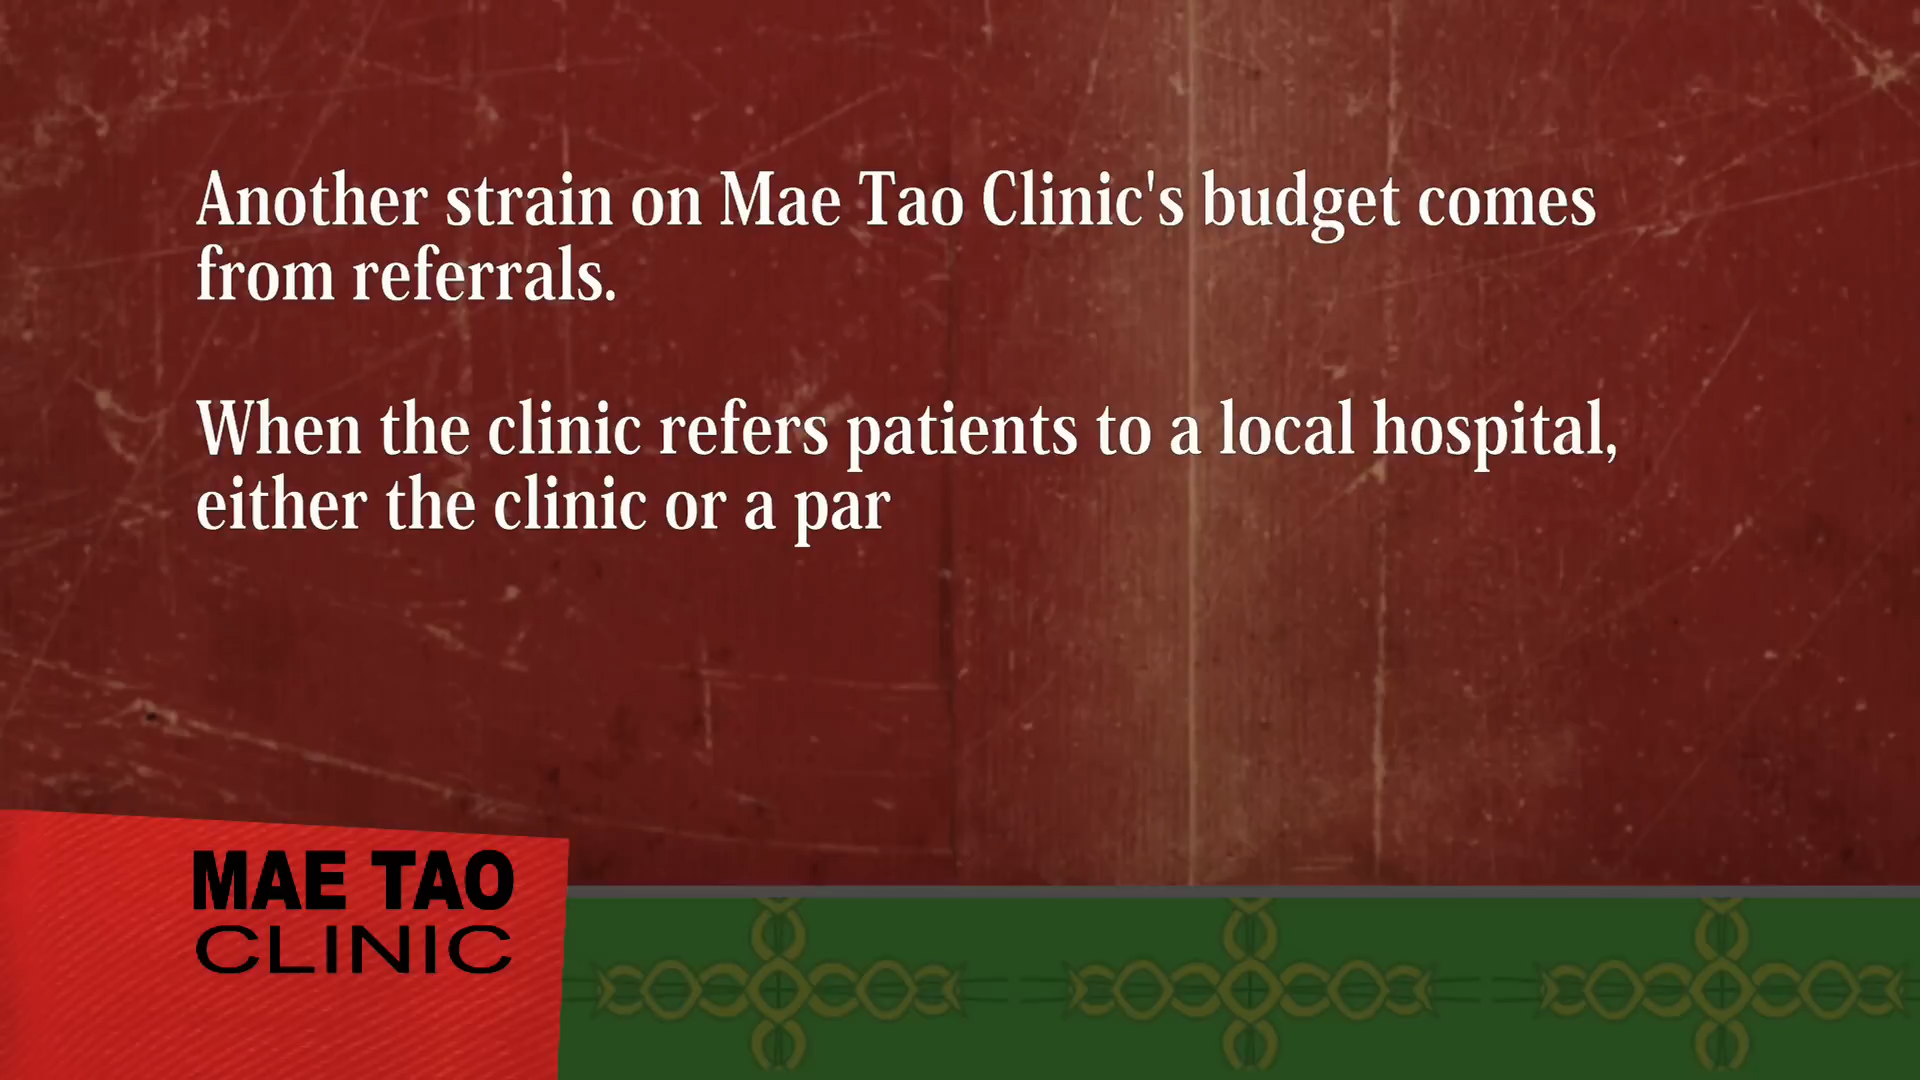 Another strain on Mae Tao Clinic's budget comes
from referrals.
When the clinic refers patients to a local hospital,
either the clinic or a par
MAE TAO
CLINIC